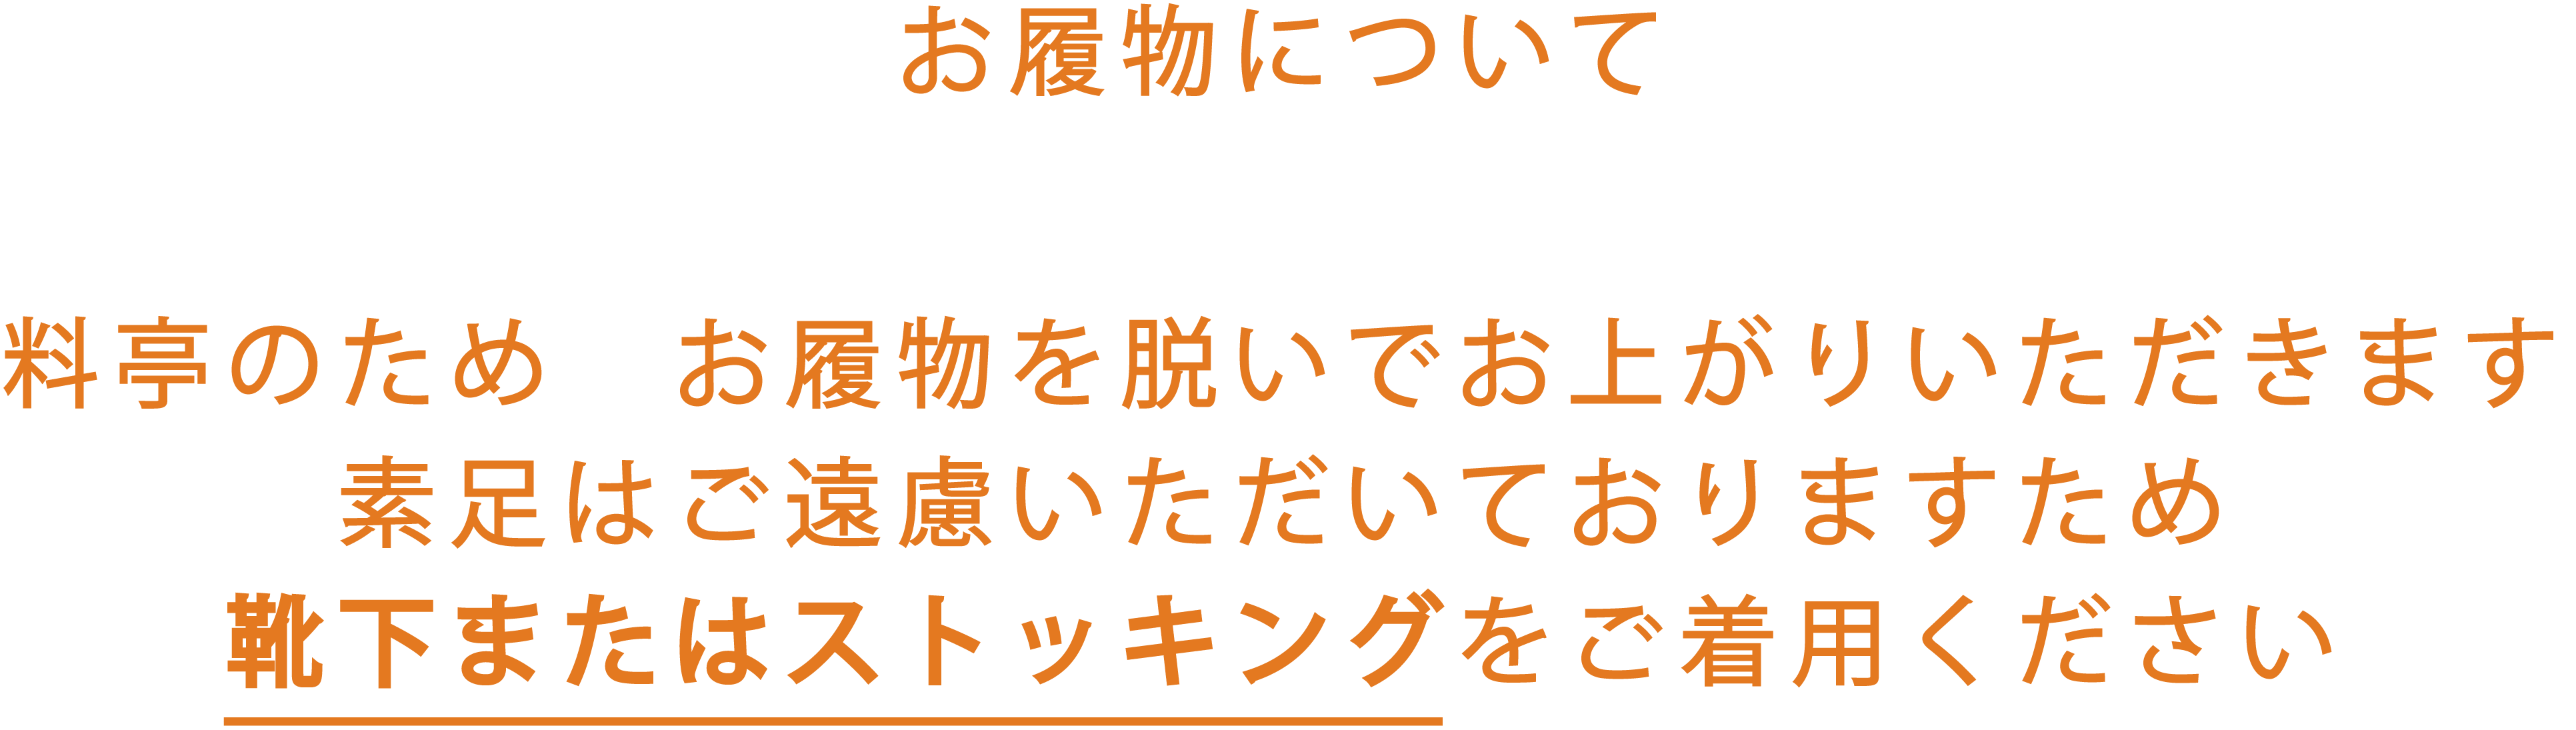 お履物について
料亭のため　お履物を脱いでお上がりいただきます
素足はご遠慮いただいておりますため
靴下またはストッキングをご着用ください